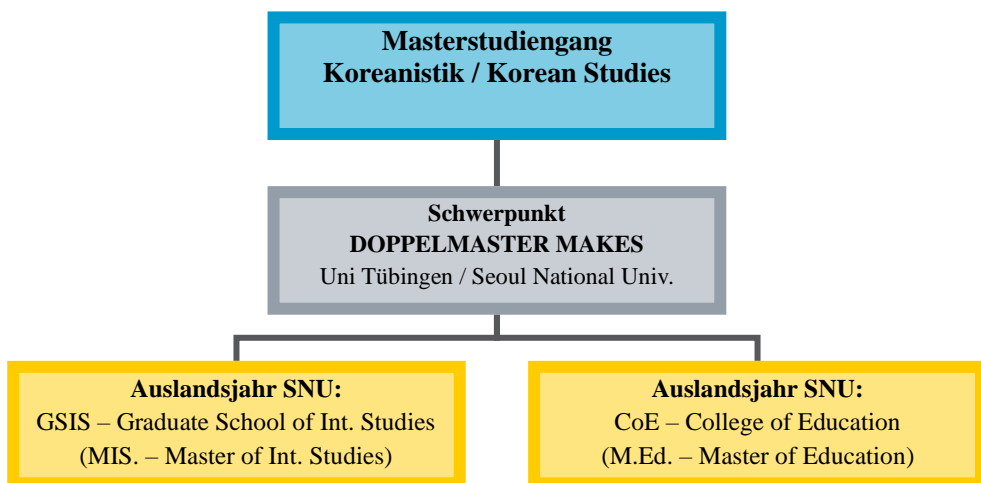 Masterstudiengang
Koreanistik / Korean Studies
Schwerpunkt
DOPPELMASTER MAKES
Uni Tübingen / Seoul National Univ.
Auslandsjahr SNU:
GSIS – Graduate School of Int. Studies
(MIS. – Master of Int. Studies)
Auslandsjahr SNU:
CoE – College of Education
(M.Ed. – Master of Education)